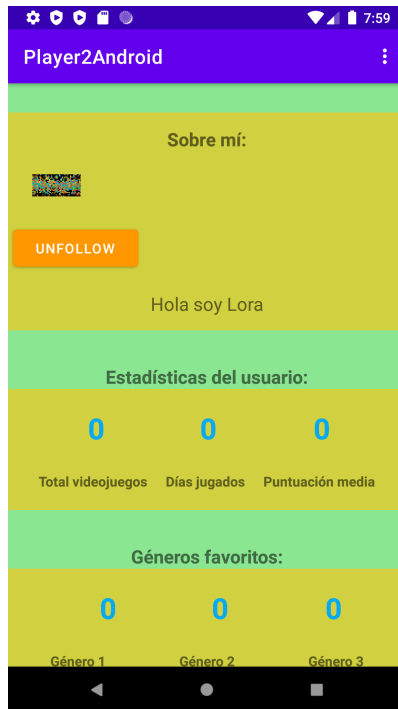 7:59
Player2Android
Sobre mí:
UNFOLLOW
Hola soy Lora
Estadísticas del usuario:
0 0 0
Total videojuegos Días jugados Puntuación media
Géneros favoritos:
0 0 0
Género 1 Género 2 Género 3